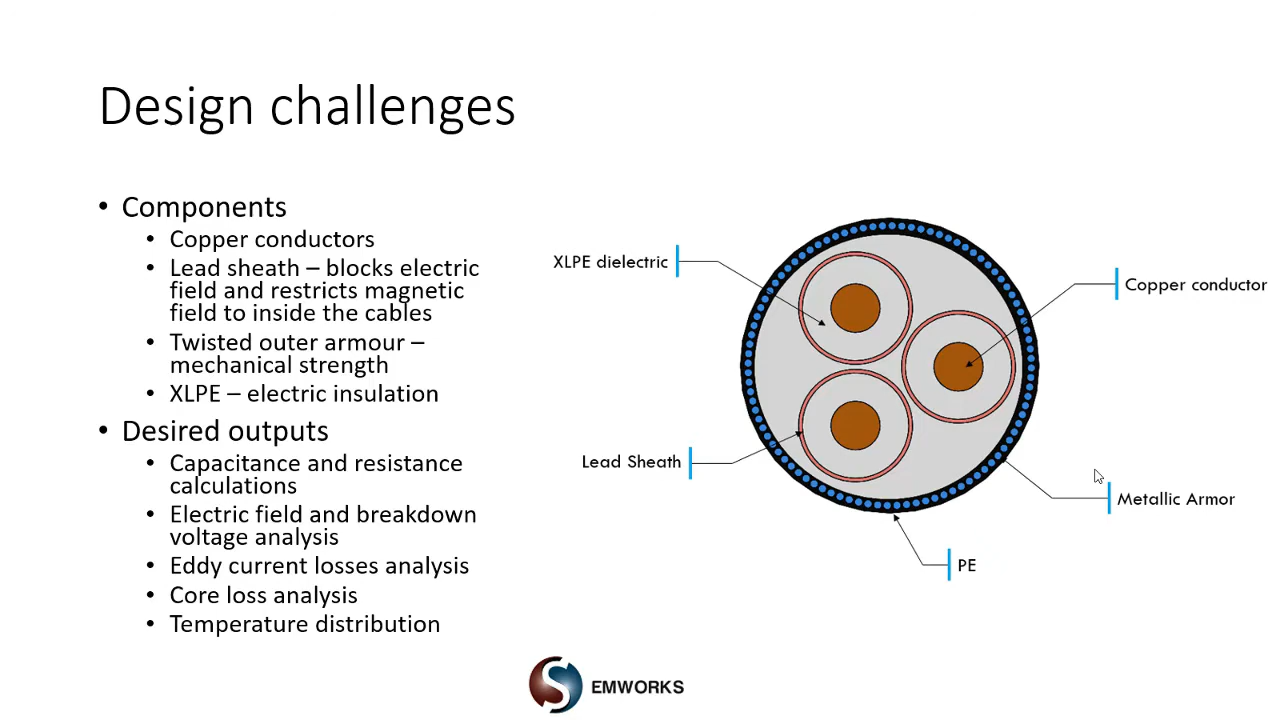 Design challenges
• Components
• Copper conductors
• Lead sheath – blocks electric
field and restricts magnetic
field to inside the cables
• Twisted outer armour –
mechanical strength
• XLPE – electric insulation
• Desired outputs
• Capacitance and resistance
calculations
• Electric field and breakdown
voltage analysis
• Eddy current losses analysis
• Core loss analysis
• Temperature distribution
XLPE dielectric
Copper conductor
Lead Sheath
Metallic Armor
PE
EMWORKS